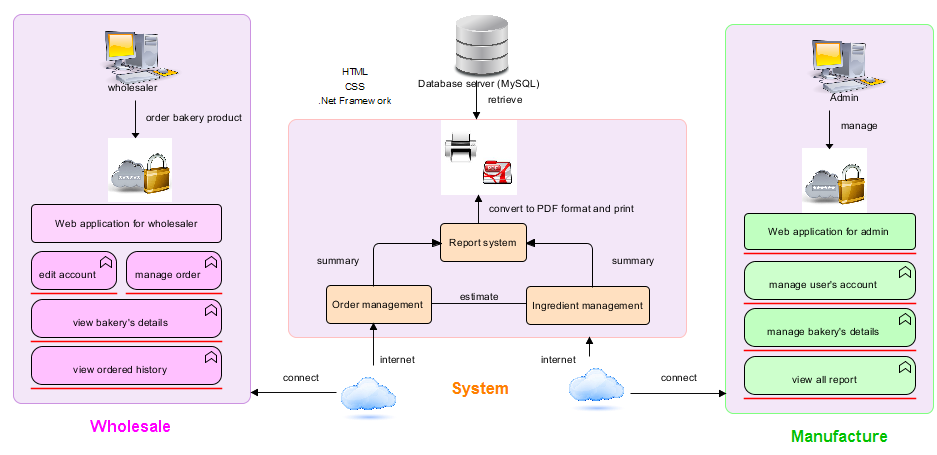 wholesaler
order bakery product
Web application for wholesaler
edit account
manage order
view bakery's details
view ordered history
Wholesale
HTML
CSS
.Net Framework
Database server (MySQL)
retrieve
convert to PDF format and print
Report system
summary
summary
Order management
estimate
Ingredient management
internet
internet
connect
connect
System
Admin
manage
Web application for admin
manage user's account
manage bakery's details
view all report
Manufacture